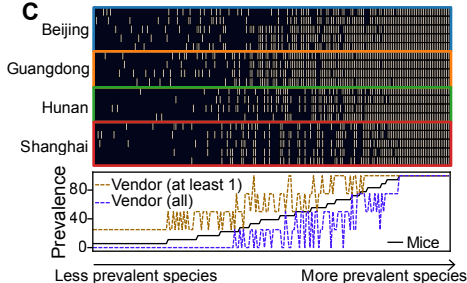 C
Beijing
Guangdong
Hunan
Shanghai
Prevalence
80
40
0
Vendor (at least 1)
Vendor (all)
Mice
Less prevalent species
More prevalent species